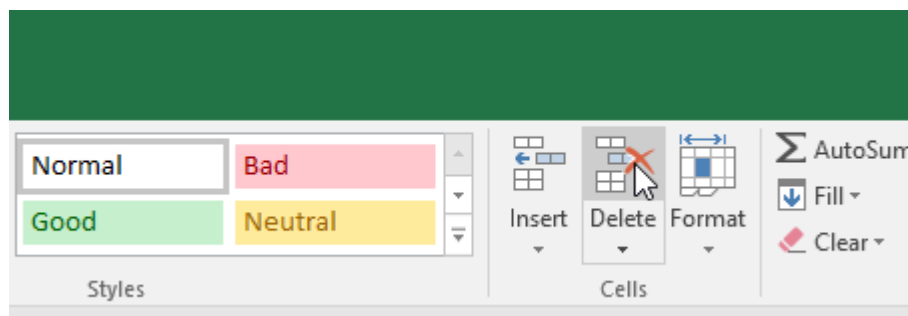 Normal
Bad
Good
Neutral
Styles
Insert
Delete
Format
Cells
AutoSum
Fill
Clear